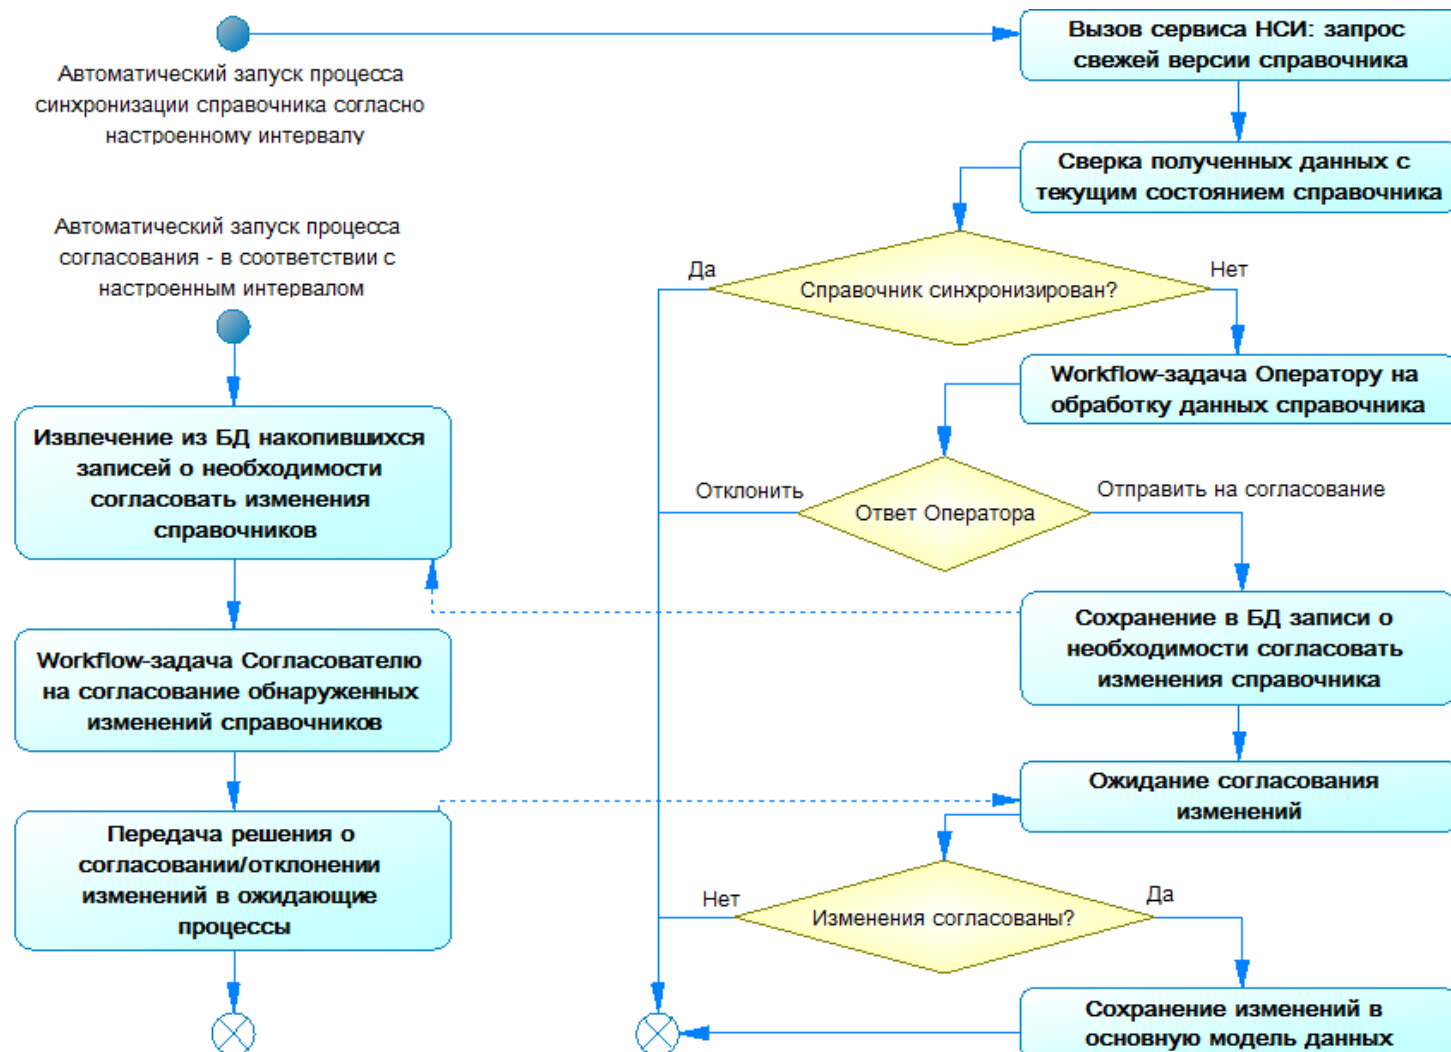 Вызов сервиса НСИ: запрос
свежей версии справочника
Автоматический запуск процесса
синхронизации справочника согласно
настроенному интервалу
Сверка полученных данных с
текущим состоянием справочника
Автоматический запуск процесса
согласования - в соответствии с
настроенным интервалом
Да
Нет
Справочник синхронизирован?
Workflow-задача Оператору на
обработку данных справочника
Извлечение из БД накопившихся
записей о необходимости
согласовать изменения
справочников
Отклонить
Отправить на согласование
Ответ Оператора
Сохранение в БД записи о
необходимости согласовать
изменения справочника
Workflow-задача Согласователю
на согласование обнаруженных
изменений справочников
Ожидание согласования
изменений
Передача решения о
согласовании/отклонении
изменений в ожидающие
процессы
Нет
Да
Изменения согласованы?
Сохранение изменений в
основную модель данных